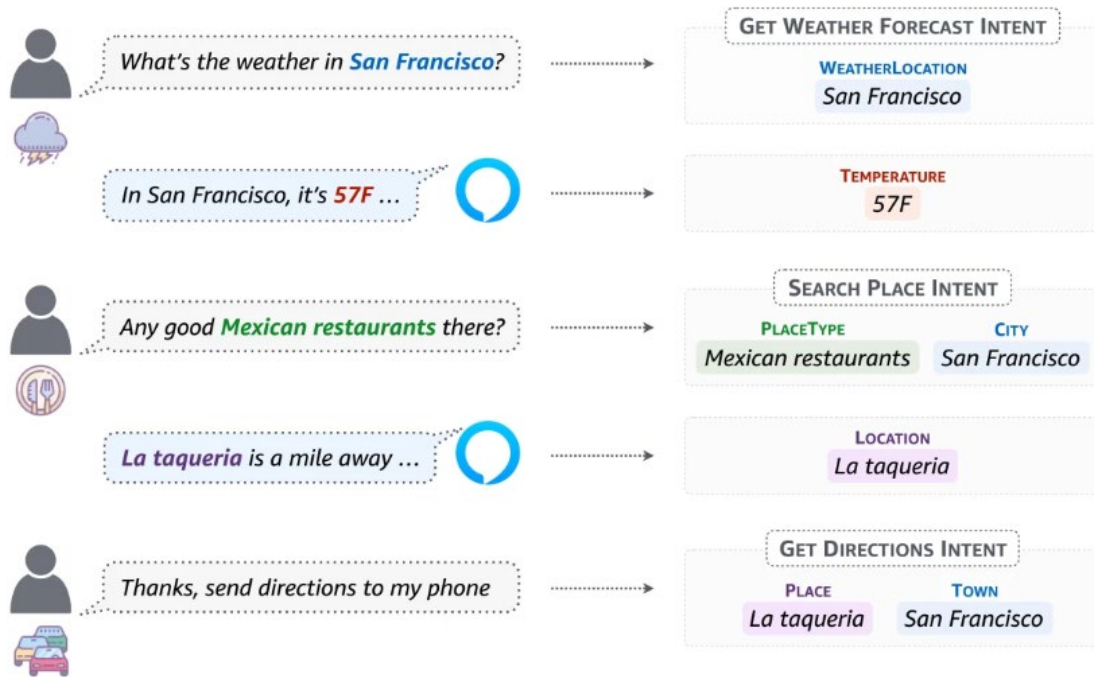 GET WEATHER FORECAST INTENT
What's the weather in San Francisco?
WEATHERLOCATION
San Francisco
In San Francisco, it's 57F ...
TEMPERATURE
57F
SEARCH PLACE INTENT
Any good Mexican restaurants there?
PLACETYPE CITY
Mexican restaurants San Francisco
La taqueria is a mile away ...
LOCATION
La taqueria
GET DIRECTIONS INTENT
Thanks, send directions to my phone
PLACE TOWN
La taqueria San Francisco